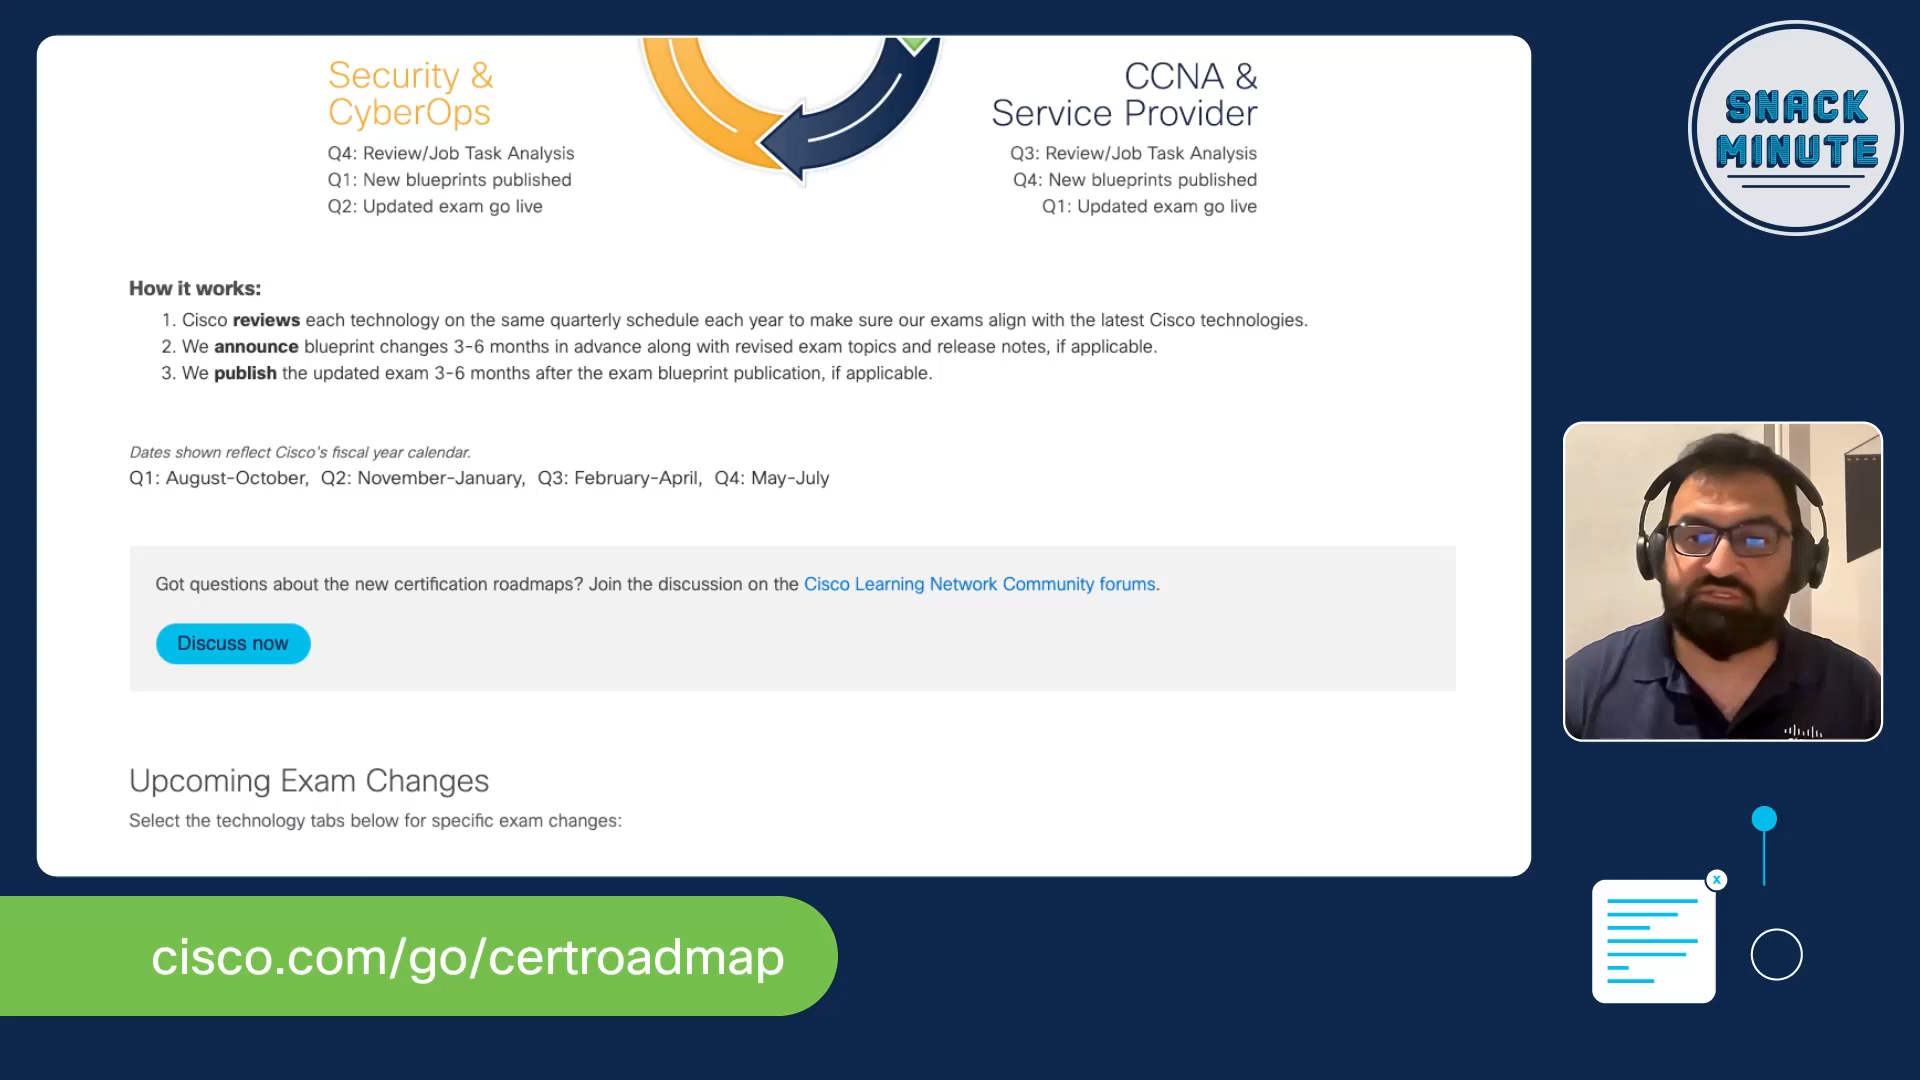 Security &
CyberOps
Q4: Review/Job Task Analysis
Q1: New blueprints published
Q2: Updated exam go live
CCNA &
Service Provider
Q3: Review/Job Task Analysis
Q4: New blueprints published
Q1: Updated exam go live
SNACK
MINUTE
How it works:
1. Cisco reviews each technology on the same quarterly schedule each year to make sure our exams align with the latest Cisco technologies.
2. We announce blueprint changes 3-6 months in advance along with revised exam topics and release notes, if applicable.
3. We publish the updated exam 3-6 months after the exam blueprint publication, if applicable.
Dates shown reflect Cisco's fiscal year calendar.
Q1: August-October, Q2: November-January, Q3: February-April, Q4: May-July
Got questions about the new certification roadmaps? Join the discussion on the Cisco Learning Network Community forums.
Discuss now
Upcoming Exam Changes
Select the technology tabs below for specific exam changes:
x
cisco.com/go/certroadmap